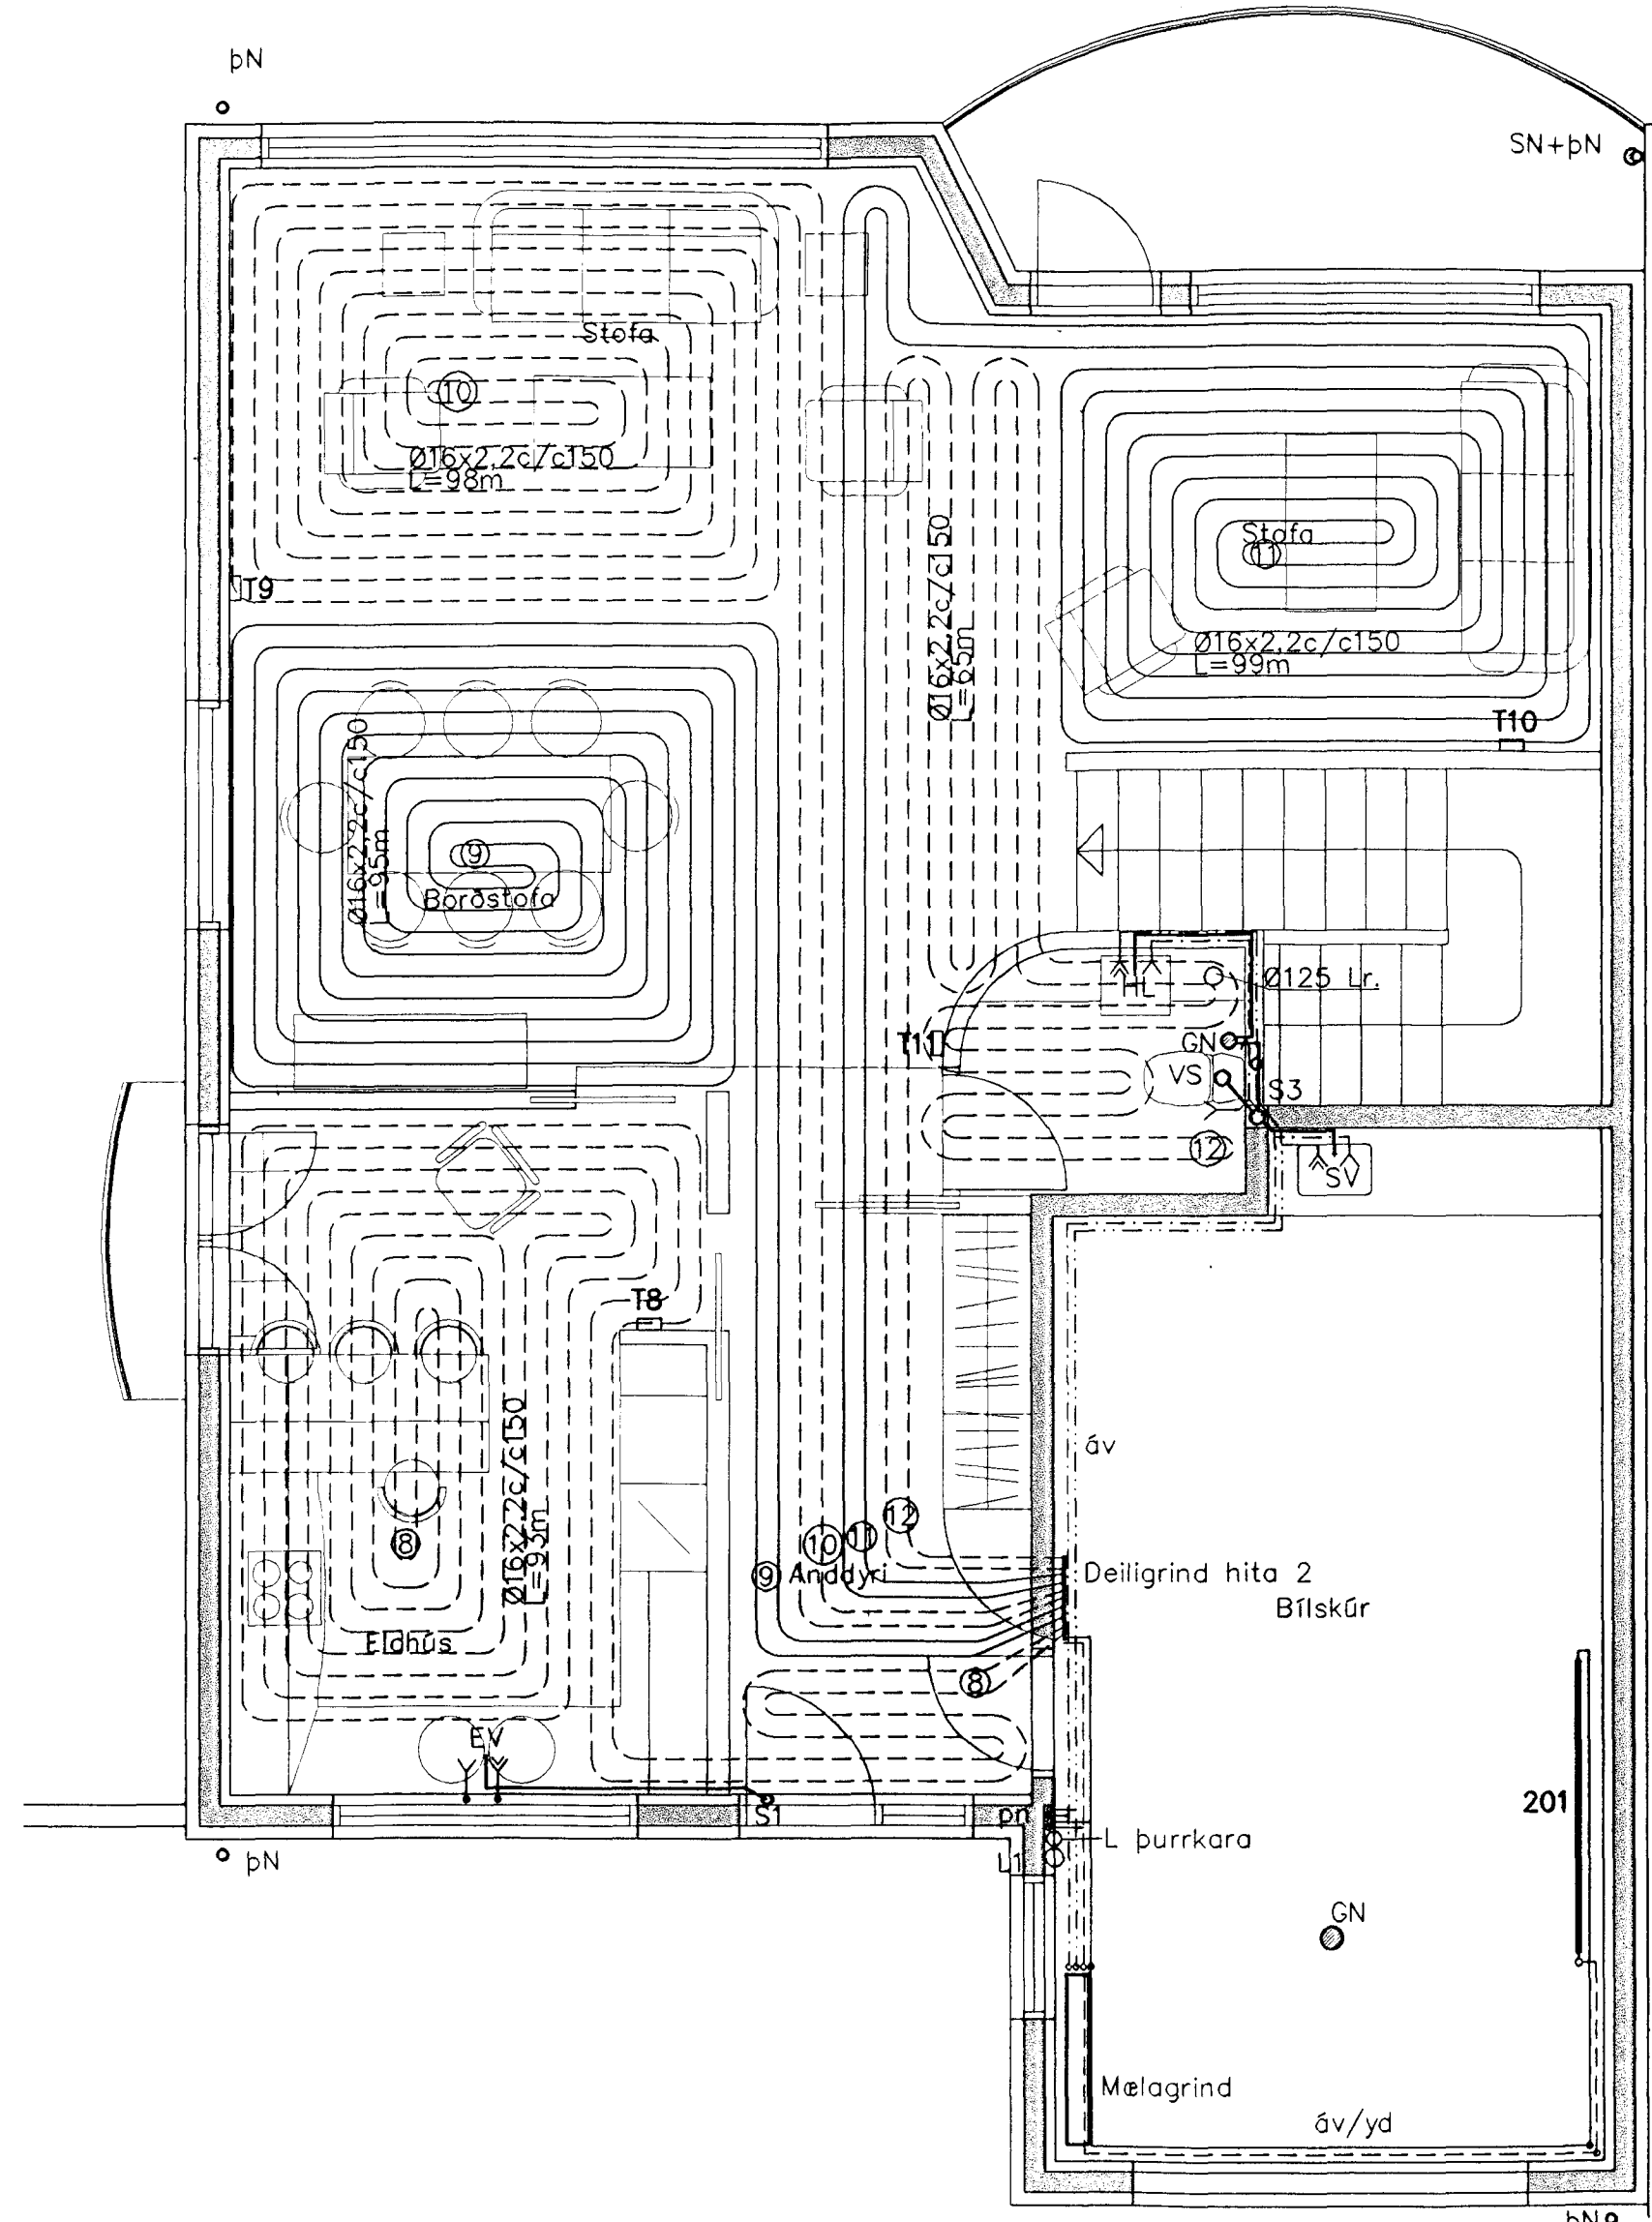 þN
SN+þN
Stofa
10
Ø16x2,2c/c150
L=98m
Ø16x2,2c/c150
L=65m
Stofa
11
Ø16x2,2c/c150
L=99m
T9
T10
Ø16x2,2c/c150
L=95m
9
Borðstofa
HL
Ø125 Lr.
T11
GN
VS
S3
12
SV
T8
áv
Ø16x2,2c/c150
L=93m
8
12
11
10
9
Anddyri
Deiligrind hita 2
Bílskúr
Eldhús
8
EV
S1
þn
201
L þurrkara
L1
þN
GN
Mælagrind
áv/yd
þN